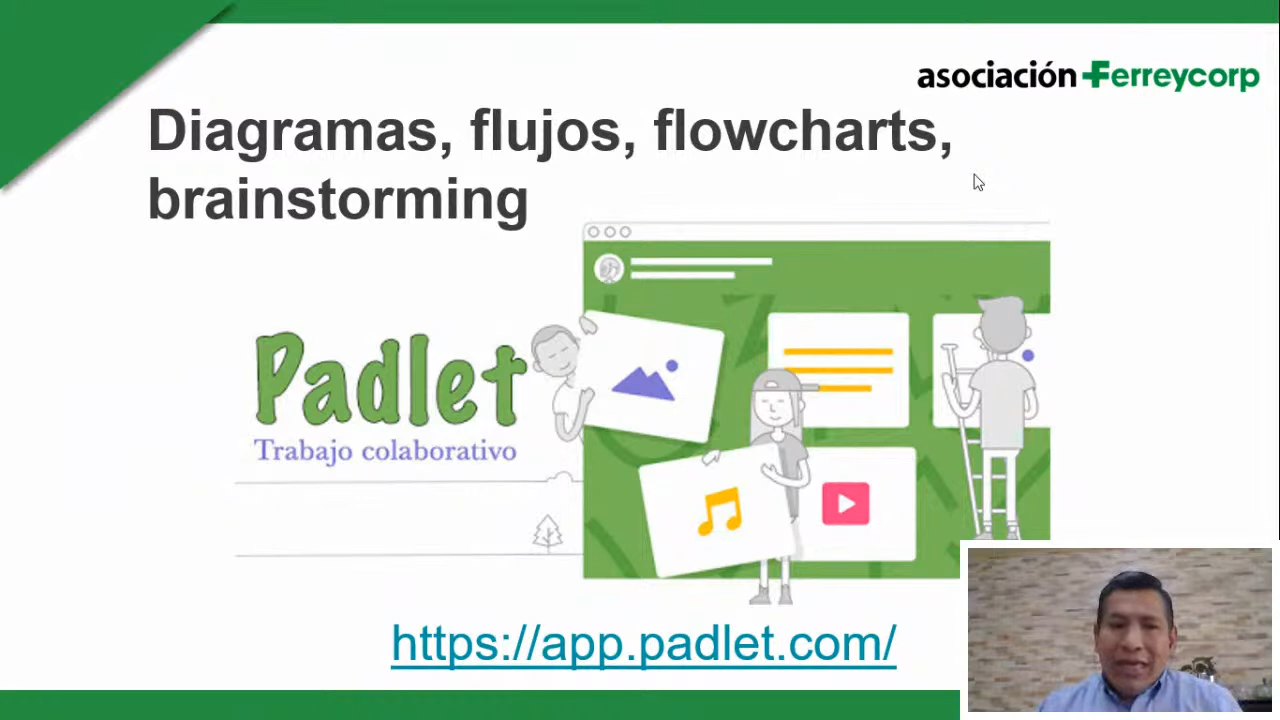 asociación Ferreycorp
Diagramas, flujos, flowcharts,
brainstorming
Padlet
Trabajo colaborativo
https://app.padlet.com/